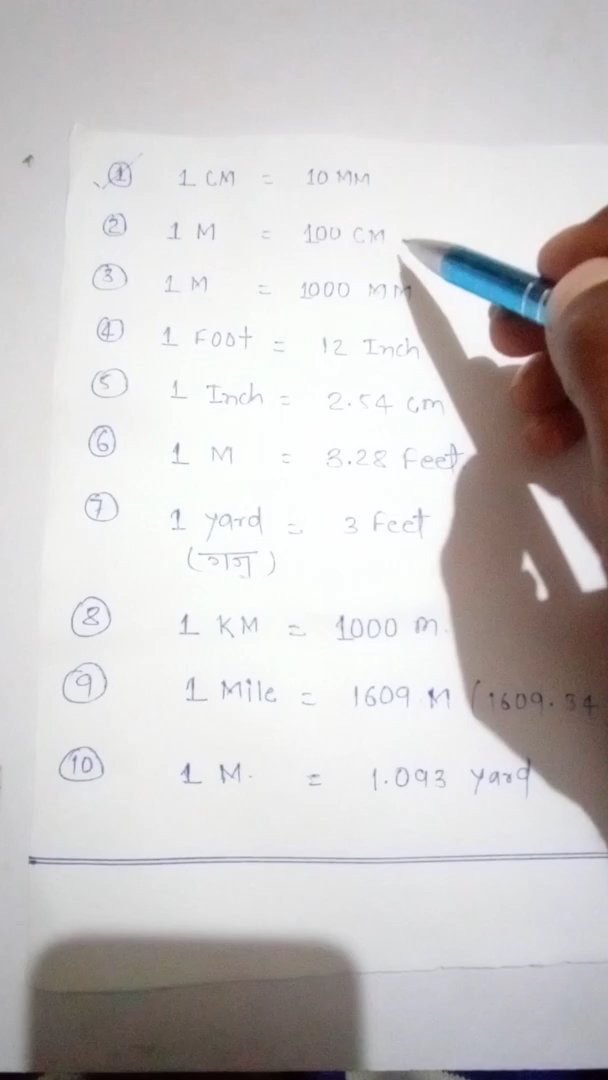 ① 1 CM = 10 MM
② 1 M = 100 CM
③ 1 M = 1000 MM
④ 1 Foot = 12 Inch
⑤ 1 Inch = 2.54 cm
⑥ 1 M = 3.28 Feet
⑦ 1 yard = 3 Feet
(गज)
⑧ 1 KM = 1000 m.
⑨ 1 Mile = 1609 M (1609.34
⑩ 1 M. = 1.093 yard